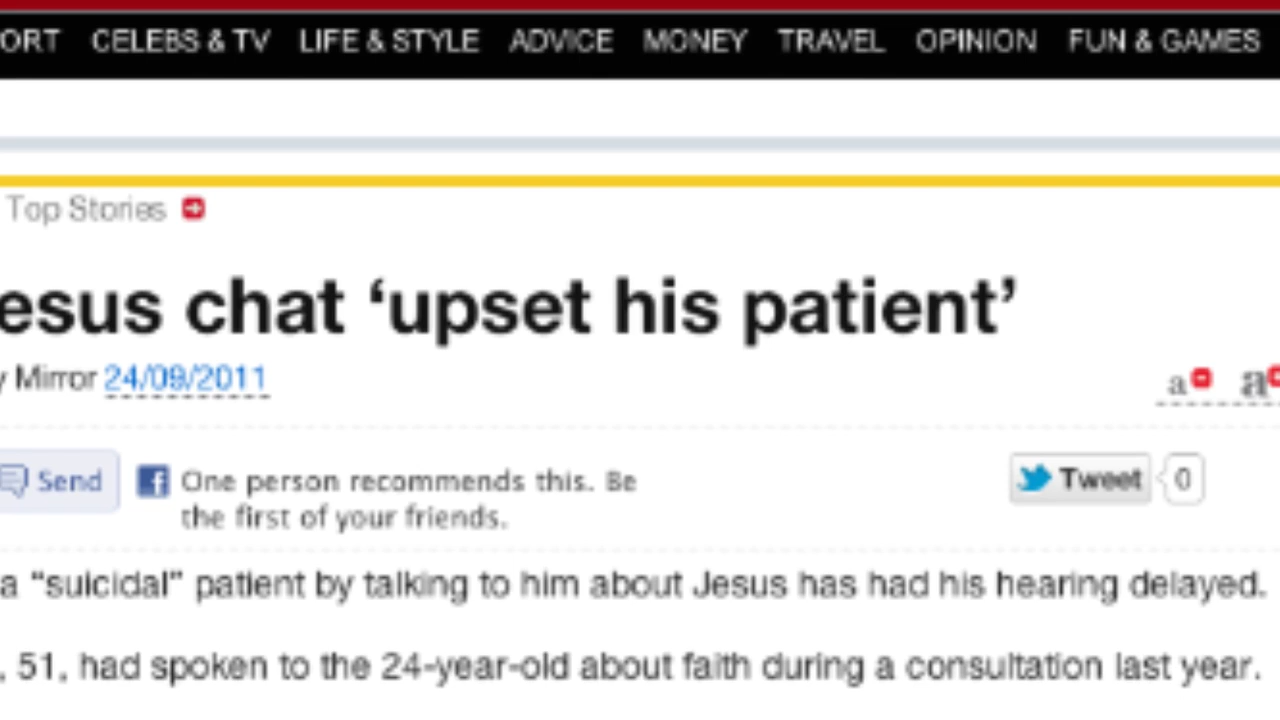 ORT CELEBS & TV LIFE & STYLE ADVICE MONEY TRAVEL OPINION FUN & GAMES
Top Stories
esus chat ‘upset his patient’
y Mirror 24/09/2011 a a
Send One person recommends this. Be Tweet 0
the first of your friends.
a “suicidal” patient by talking to him about Jesus has had his hearing delayed.
, 51, had spoken to the 24-year-old about faith during a consultation last year.